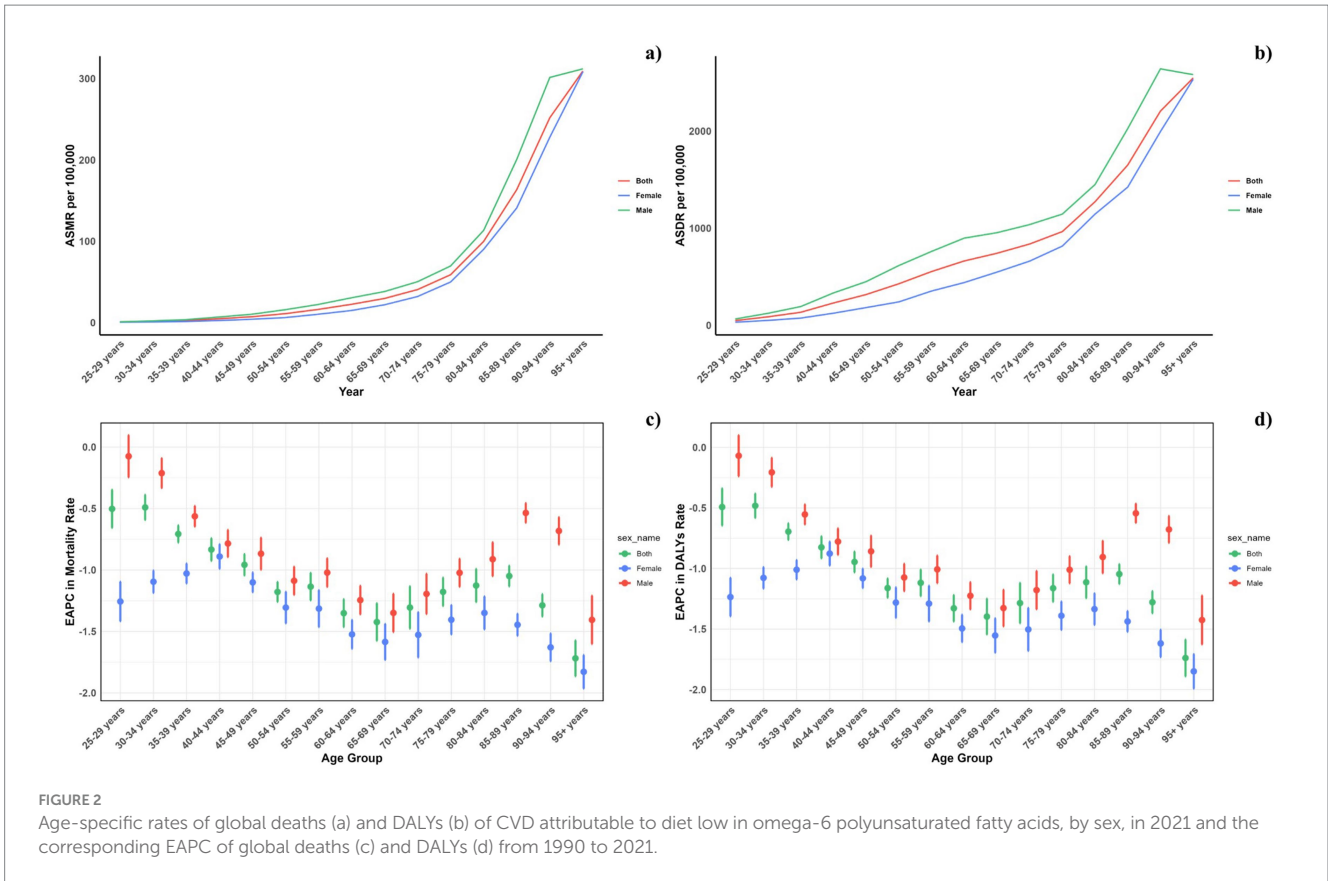 a)
300
200
100
0
ASMR per 100,000
Both
Female
Male
25-29 years
30-34 years
35-39 years
40-44 years
45-49 years
50-54 years
55-59 years
60-64 years
65-69 years
70-74 years
75-79 years
80-84 years
85-89 years
90-94 years
95+ years
Year
b)
2000
1000
0
ASDR per 100,000
Both
Female
Male
25-29 years
30-34 years
35-39 years
40-44 years
45-49 years
50-54 years
55-59 years
60-64 years
65-69 years
70-74 years
75-79 years
80-84 years
85-89 years
90-94 years
95+ years
Year
c)
0.0
-0.5
-1.0
-1.5
-2.0
EAPC in Mortality Rate
sex_name
Both
Female
Male
25-29 years
30-34 years
35-39 years
40-44 years
45-49 years
50-54 years
55-59 years
60-64 years
65-69 years
70-74 years
75-79 years
80-84 years
85-89 years
90-94 years
95+ years
Age Group
d)
0.0
-0.5
-1.0
-1.5
-2.0
EAPC in DALYs Rate
sex_name
Both
Female
Male
25-29 years
30-34 years
35-39 years
40-44 years
45-49 years
50-54 years
55-59 years
60-64 years
65-69 years
70-74 years
75-79 years
80-84 years
85-89 years
90-94 years
95+ years
Age Group
FIGURE 2
Age-specific rates of global deaths (a) and DALYs (b) of CVD attributable to diet low in omega-6 polyunsaturated fatty acids, by sex, in 2021 and the
corresponding EAPC of global deaths (c) and DALYs (d) from 1990 to 2021.